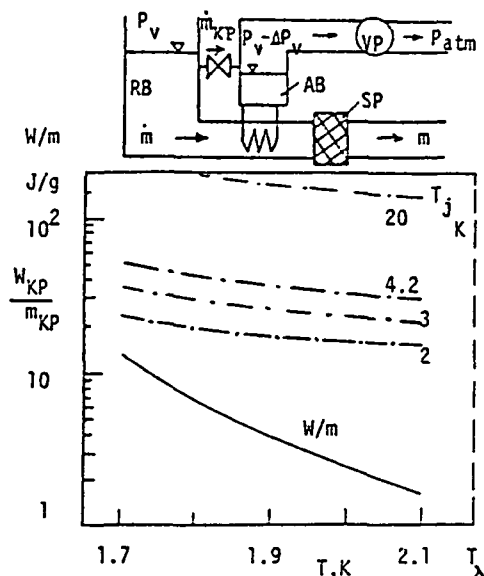 P_v
ṁ_KP
P_v-ΔP_v
VP
P_atm
RB
AB
SP
W/m
ṁ
m
J/g
10²
T_j
K
20
W_KP
m_KP
4.2
3
2
10
W/m
1
1.7
1.9
2.1
T,K
T_λ